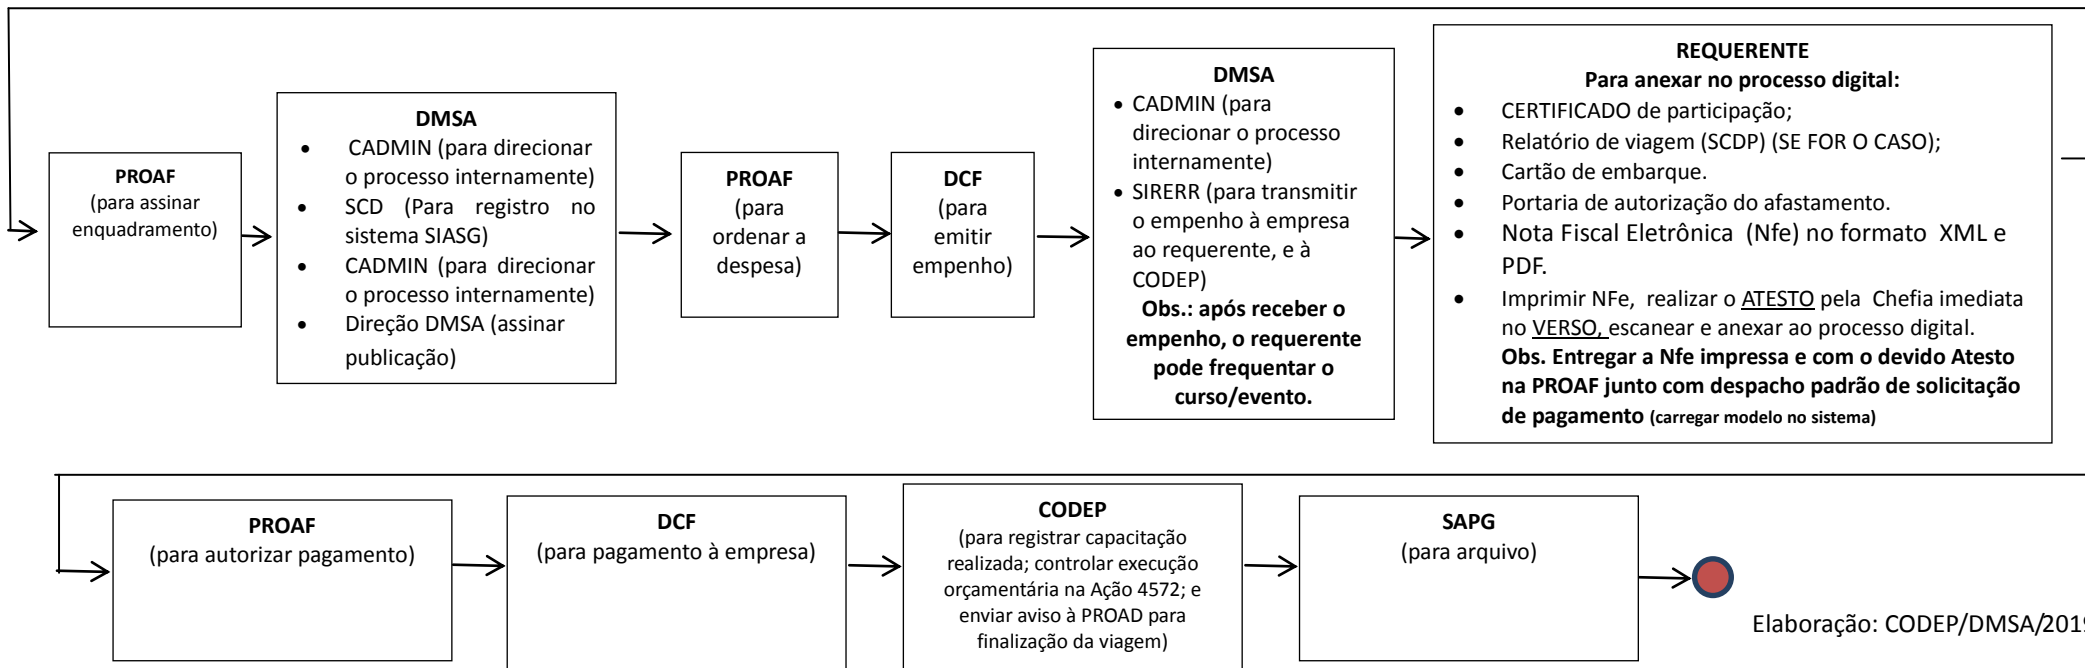 PROAF
(para assinar
enquadramento)
DMSA
• CADMIN (para direcionar
o processo internamente)
• SCD (Para registro no
sistema SIASG)
• CADMIN (para direcionar
o processo internamente)
• Direção DMSA (assinar
publicação)
PROAF
(para
ordenar a
despesa)
DCF
(para
emitir
empenho)
DMSA
• CADMIN (para
direcionar o processo
internamente)
• SIRERR (para transmitir
o empenho à empresa
ao requerente, e à
CODEP)
Obs.: após receber o
empenho, o requerente
pode frequentar o
curso/evento.
REQUERENTE
Para anexar no processo digital:
• CERTIFICADO de participação;
• Relatório de viagem (SCDP) (SE FOR O CASO);
• Cartão de embarque.
• Portaria de autorização do afastamento.
• Nota Fiscal Eletrônica (Nfe) no formato XML e
PDF.
• Imprimir NFe, realizar o ATESTO pela Chefia imediata
no VERSO, escanear e anexar ao processo digital.
Obs. Entregar a Nfe impressa e com o devido Atesto
na PROAF junto com despacho padrão de solicitação
de pagamento (carregar modelo no sistema)
PROAF
(para autorizar pagamento)
DCF
(para pagamento à empresa)
CODEP
(para registrar capacitação
realizada; controlar execução
orçamentária na Ação 4572; e
enviar aviso à PROAD para
finalização da viagem)
SAPG
(para arquivo)
Elaboração: CODEP/DMSA/2019